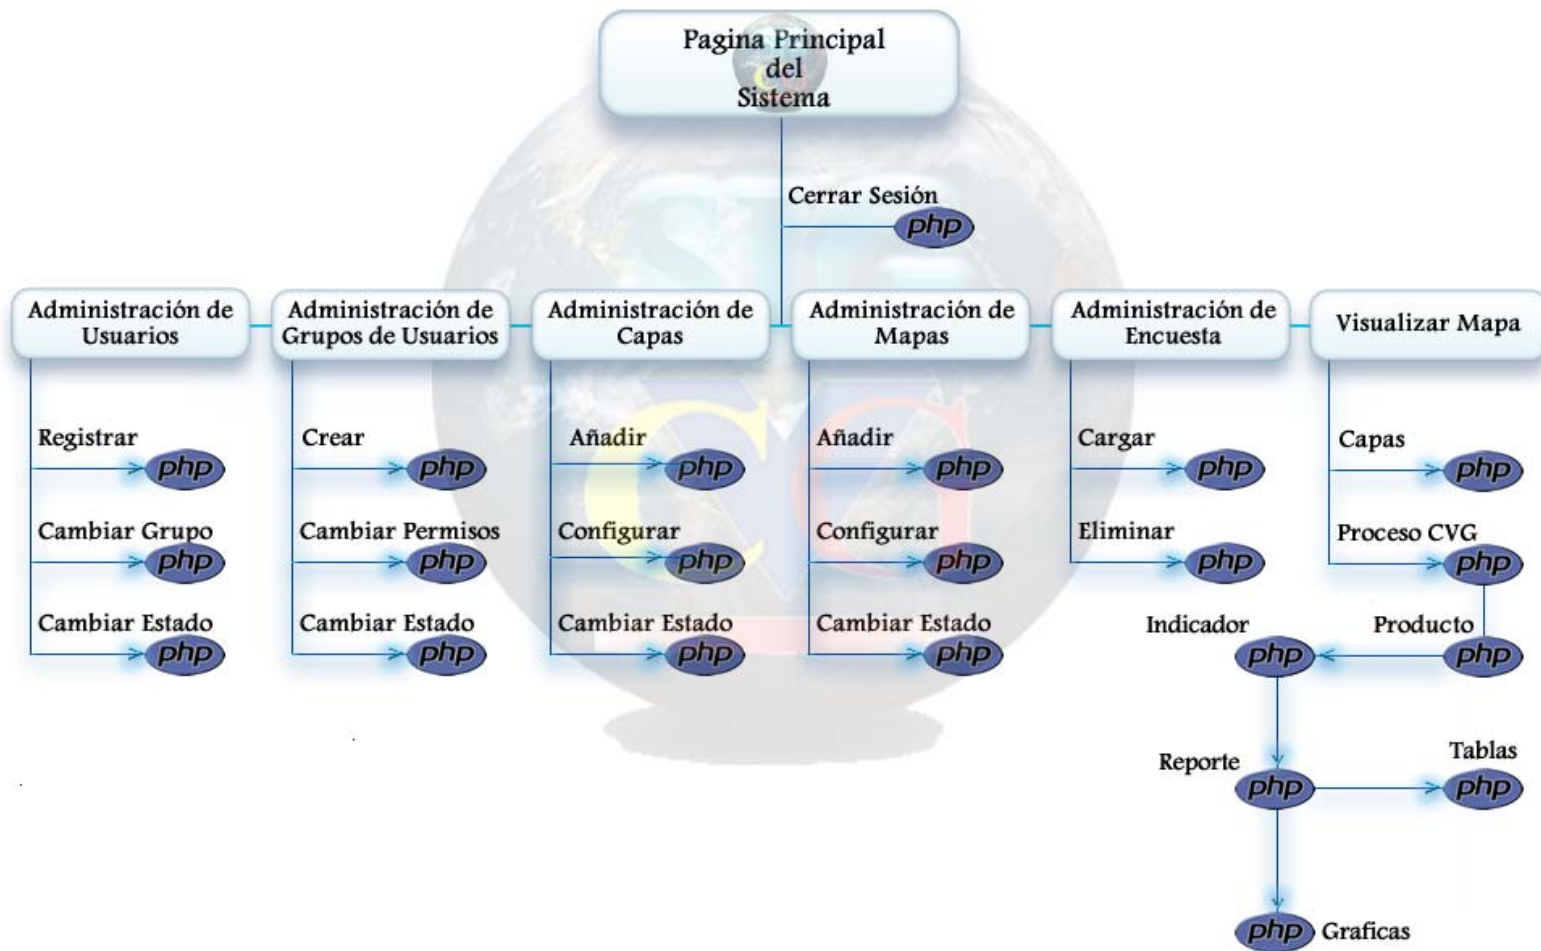 Pagina Principal
del
Sistema
Cerrar Sesión
php
Administración de
Usuarios
Administración de
Grupos de Usuarios
Administración de
Capas
Administración de
Mapas
Administración de
Encuesta
Visualizar Mapa
Registrar
php
Cambiar Grupo
php
Cambiar Estado
php
Crear
php
Cambiar Permisos
php
Cambiar Estado
php
Añadir
php
Configurar
php
Cambiar Estado
php
Añadir
php
Configurar
php
Cambiar Estado
php
Cargar
php
Eliminar
php
Capas
php
Proceso CVG
php
Producto
php
Indicador
php
Reporte
php
Tablas
php
php Graficas
SIG
CVG